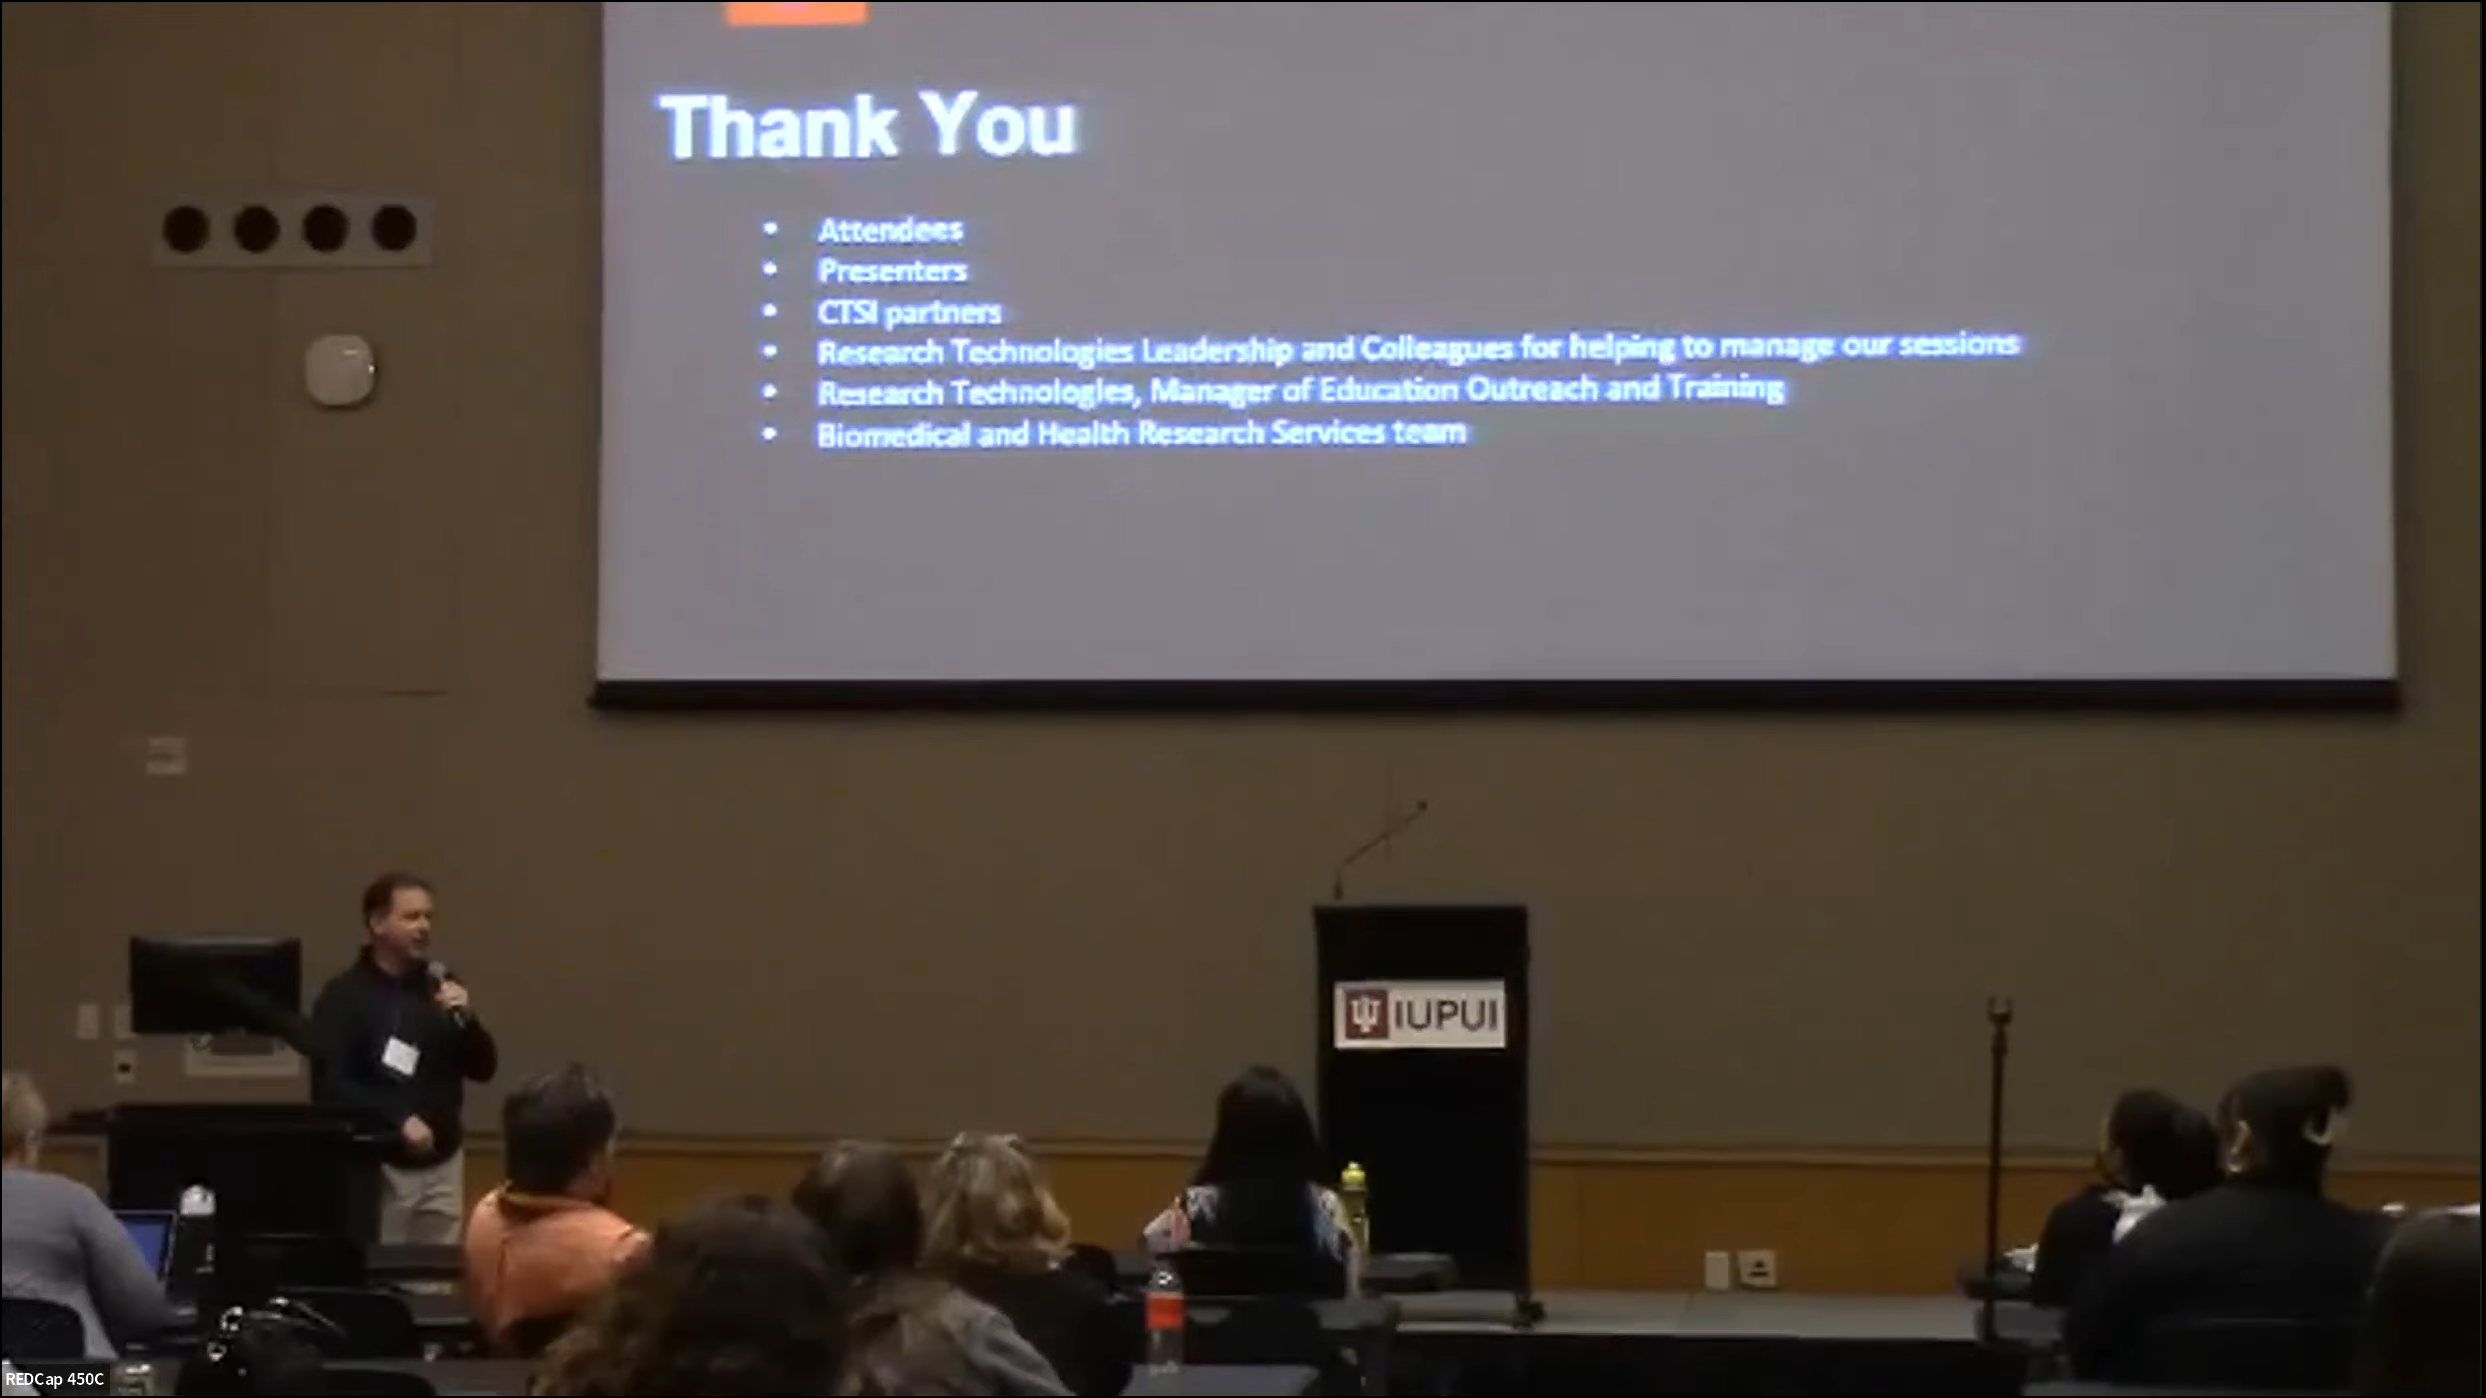 Thank You
• Attendees
• Presenters
• CTSI partners
• Research Technologies Leadership and Colleagues for helping to manage our sessions
• Research Technologies, Manager of Education Outreach and Training
• Biomedical and Health Research Services team
IUPUI
REDCap 450C